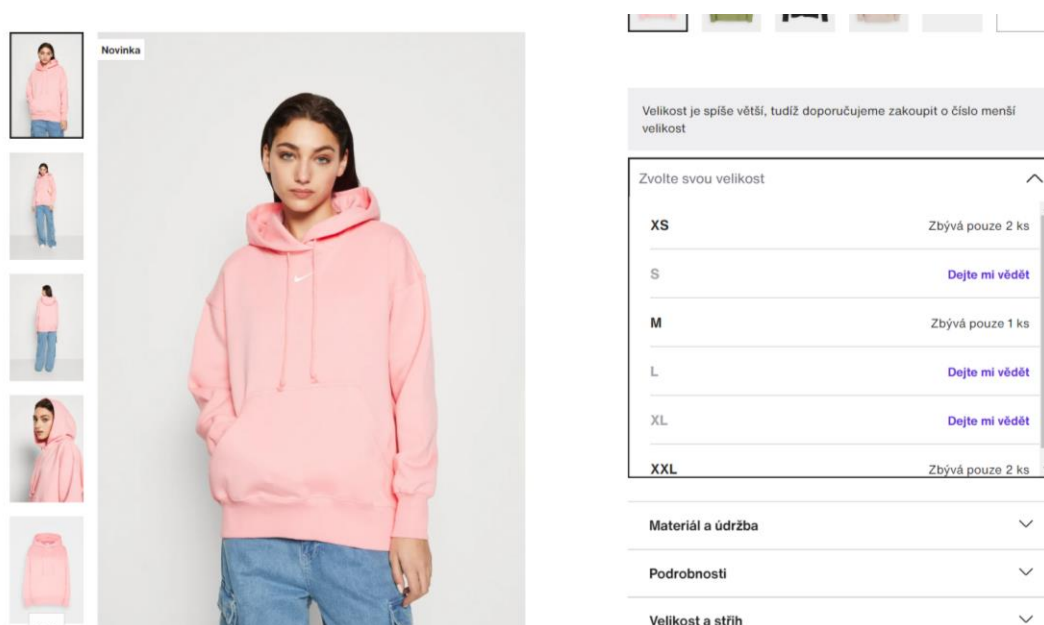 Novinka
Velikost je spíše větší, tudíž doporučujeme zakoupit o číslo menší
velikost
Zvolte svou velikost
XS Zbývá pouze 2 ks
S Dejte mi vědět
M Zbývá pouze 1 ks
L Dejte mi vědět
XL Dejte mi vědět
XXL Zbývá pouze 2 ks
Materiál a údržba
Podrobnosti
Velikost a střih